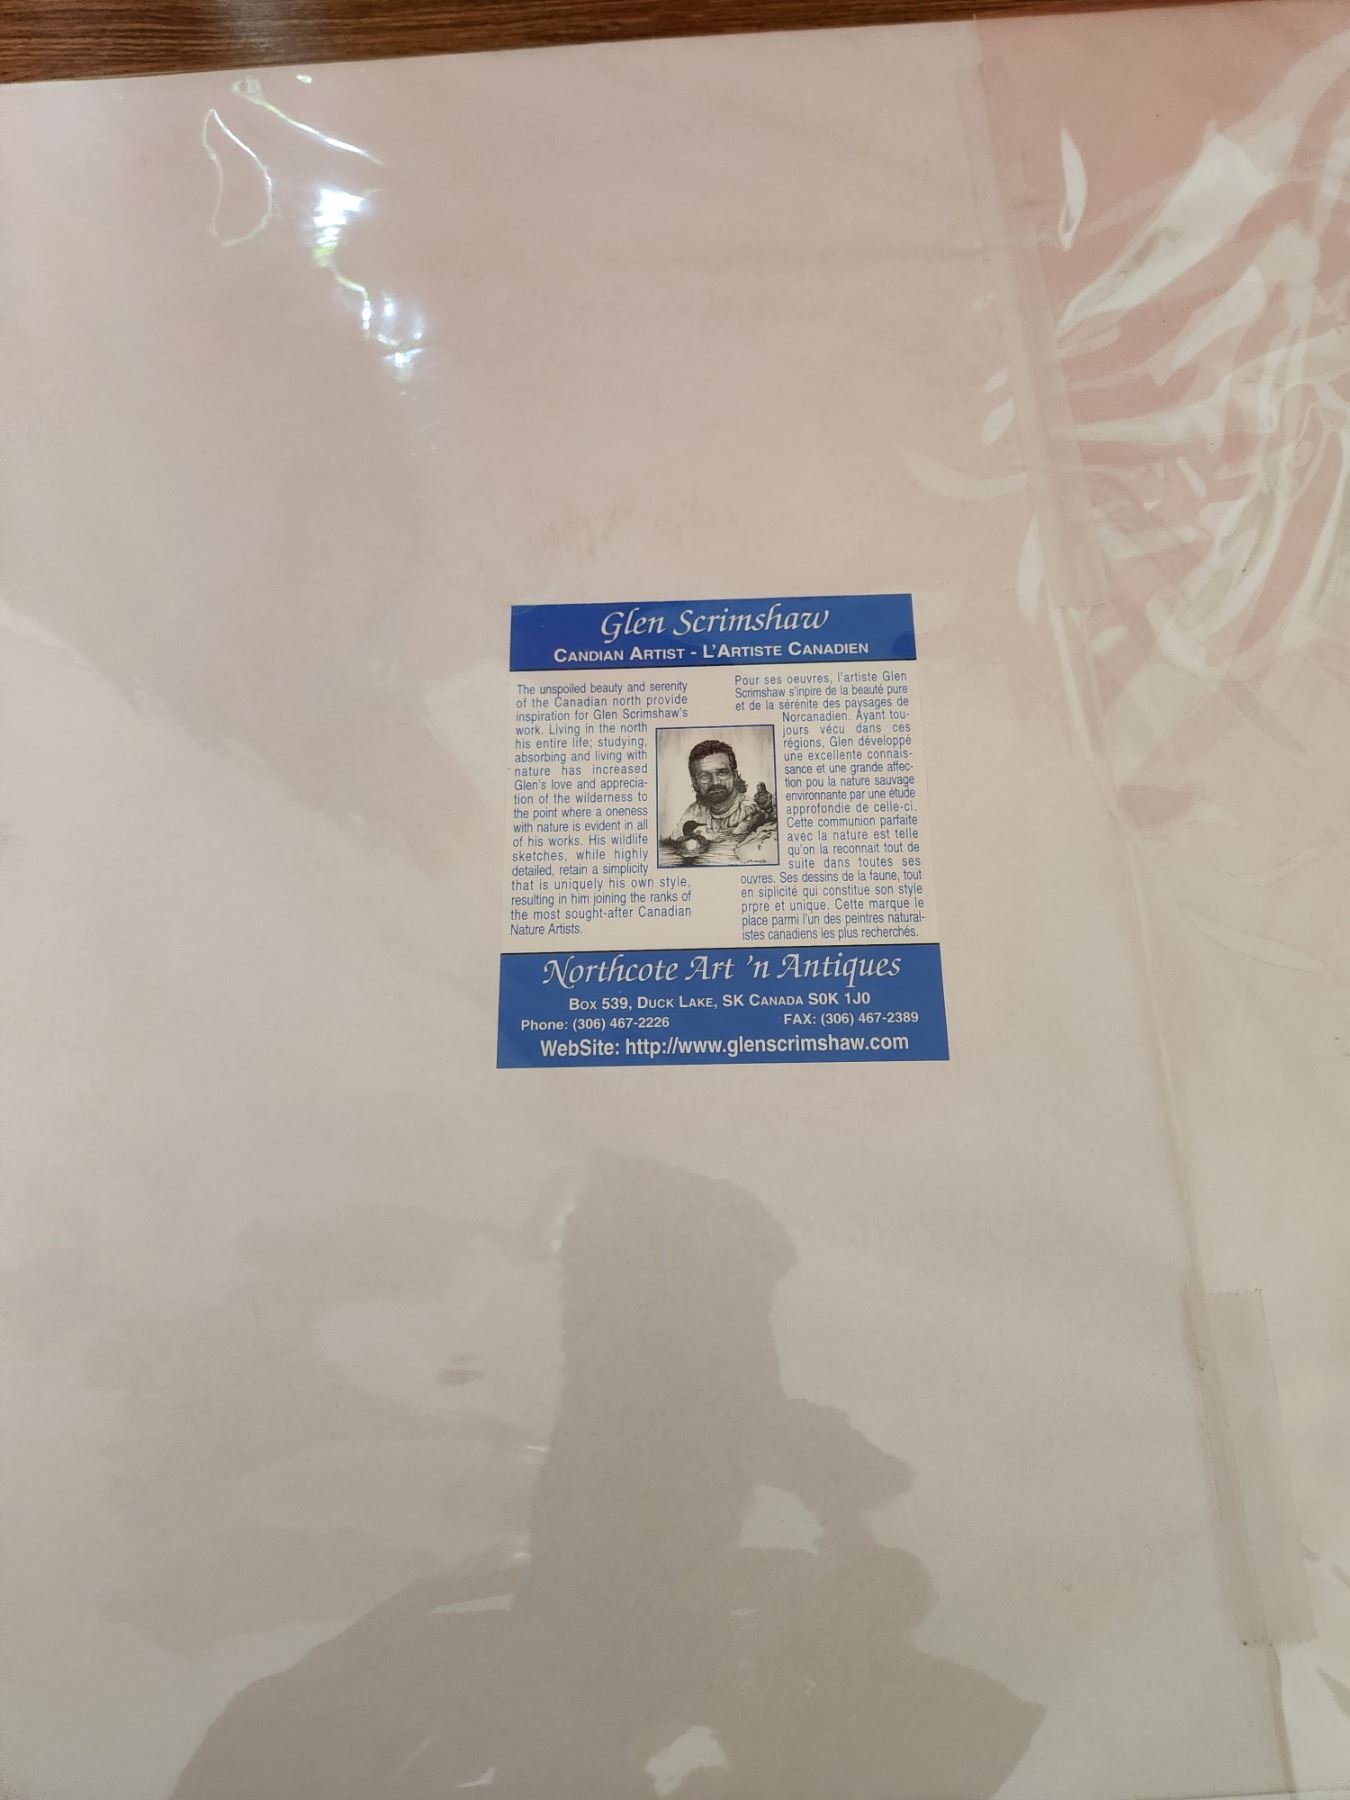 Glen Scrimshaw
CANDIAN ARTIST - L'ARTISTE CANADIEN
The unspoiled beauty and serenity
of the Canadian north provide
inspiration for Glen Scrimshaw's
work. Living in the north
his entire life; studying,
absorbing and living with
nature has increased
Glen's love and apprecia-
tion of the wilderness to
the point where a oneness
with nature is evident in all
of his works. His wildlife
sketches, while highly
detailed, retain a simplicity
that is uniquely his own style,
resulting in him joining the ranks of
the most sought-after Canadian
Nature Artists.
Pour ses oeuvres, l'artiste Glen
Scrimshaw s'inpire de la beauté pure
et de la sérénite des paysages de
Norcanadien. Ayant tou-
jours vécu dans ces
régions, Glen développé
une excellente connais-
sance et une grande affec-
tion pou la nature sauvage
environnante par une étude
approfondie de celle-ci.
Cette communion parfaite
avec la nature est telle
qu'on la reconnait tout de
suite dans toutes ses
ouvres. Ses dessins de la faune, tout
en siplicité qui constitue son style
prpre et unique. Cette marque le
place parmi l'un des peintres natural-
istes canadiens les plus recherchés.
Northcote Art 'n Antiques
BOX 539, DUCK LAKE, SK CANADA S0K 1J0
Phone: (306) 467-2226 FAX: (306) 467-2389
WebSite: http://www.glenscrimshaw.com